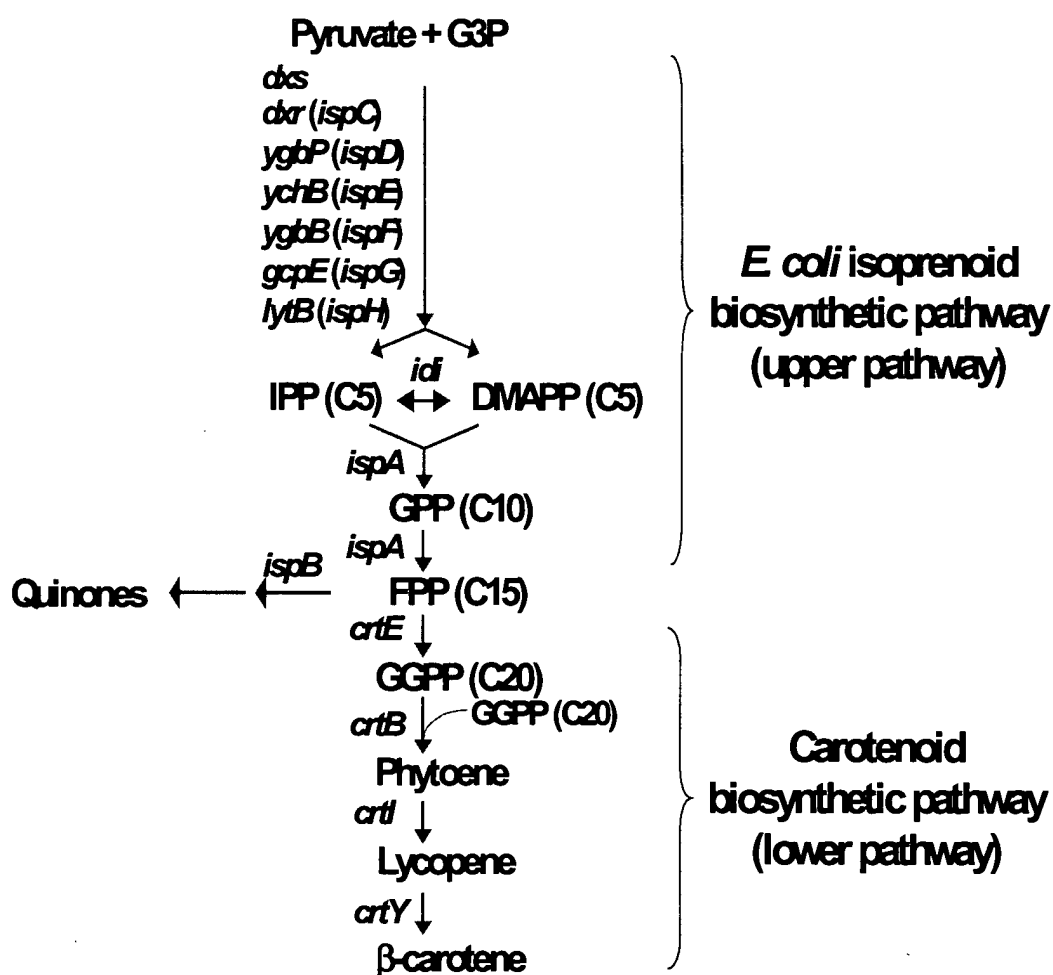 Pyruvate + G3P
dxs
dxr (ispC)
ygbP (ispD)
ychB (ispE)
ygbB (ispF)
gcpE (ispG)
lytB (ispH)
E. coli isoprenoid
biosynthetic pathway
(upper pathway)
idi
IPP (C5)
DMAPP (C5)
ispA
GPP (C10)
ispA
ispB
Quinones
FPP (C15)
crtE
GGPP (C20)
GGPP (C20)
crtB
Phytoene
crtI
Lycopene
crtY
β-carotene
Carotenoid
biosynthetic pathway
(lower pathway)